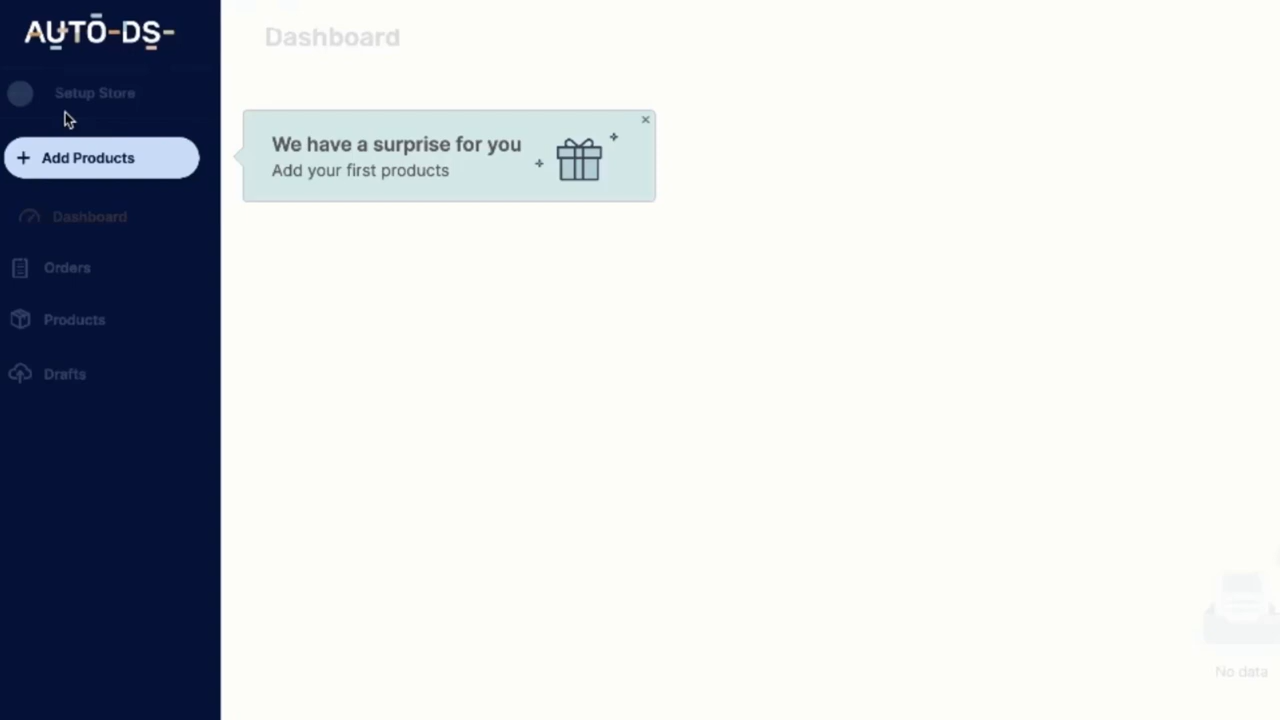 AUTO-DS-
Dashboard
Setup Store
Add Products
We have a surprise for you
Add your first products
Dashboard
Orders
Products
Drafts
No data